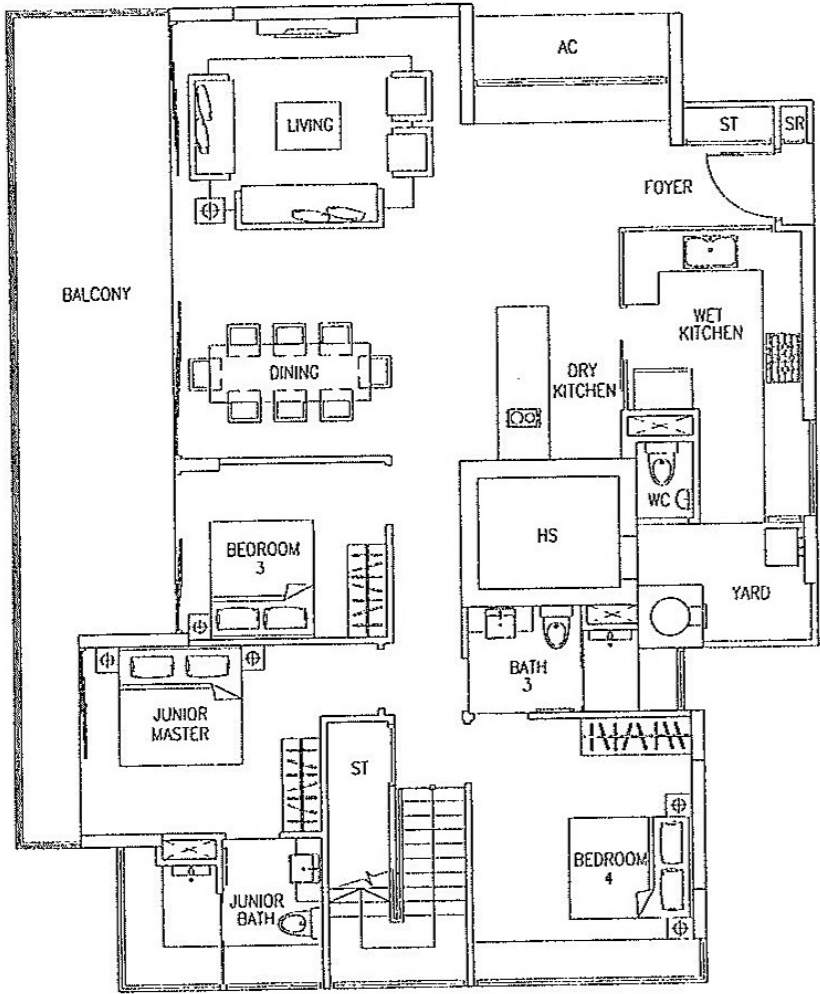 AC
ST
SR
LIVING
FOYER
BALCONY
WET
KITCHEN
DINING
DRY
KITCHEN
WC
HS
BEDROOM
3
YARD
BATH
3
JUNIOR
MASTER
ST
BEDROOM
4
JUNIOR
BATH